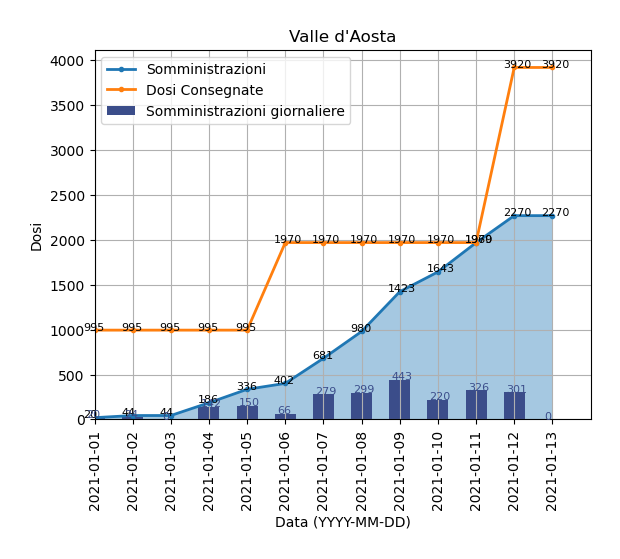 Valle d'Aosta
Somministrazioni
Dosi Consegnate
Somministrazioni giornaliere
Dosi
4000
3500
3000
2500
2000
1500
1000
500
0
3920 3920
2270 2270
1970 1970 1970 1970 1970 1969
1643
1423
995 995 995 995 995
980
681
20 44 44 186 336 402
150 66 279 299 443 220 326 301 0
2021-01-01
2021-01-02
2021-01-03
2021-01-04
2021-01-05
2021-01-06
2021-01-07
2021-01-08
2021-01-09
2021-01-10
2021-01-11
2021-01-12
2021-01-13
Data (YYYY-MM-DD)